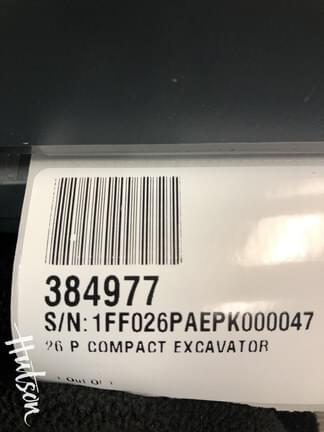 384977
S/N: 1FF026PAEPK000047
26 P COMPACT EXCAVATOR
Hutson